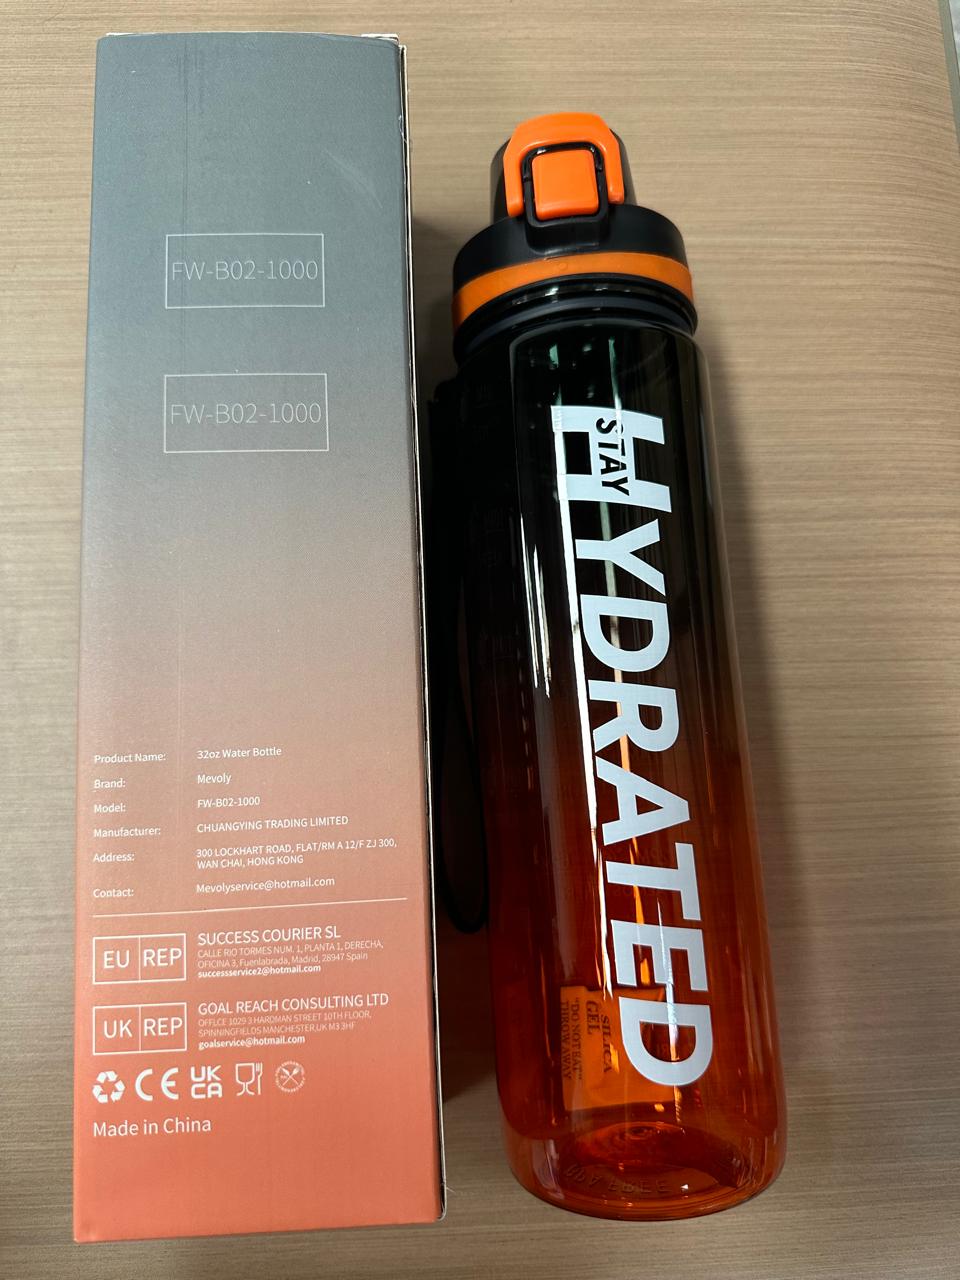 FW-B02-1000
FW-B02-1000
Product Name: 32oz Water Bottle
Brand: Mevoly
Model: FW-B02-1000
Manufacturer: CHUANGYING TRADING LIMITED
Address: 300 LOCKHART ROAD, FLAT/RM A 12/F ZJ 300,
WAN CHAI, HONG KONG
Contact: Mevolyservice@hotmail.com
EU REP
SUCCESS COURIER SL
CALLE RIO TORMES NUM. 1, PLANTA 1, DERECHA,
OFICINA 3, Fuenlabrada, Madrid, 28947 Spain
successservice2@hotmail.com
UK REP
GOAL REACH CONSULTING LTD
OFFLCE 1029 3 HARDMAN STREET 10TH FLOOR,
SPINNINGFIELDS MANCHESTER,UK M3 3HF
goalservice@hotmail.com
CE
UK
CA
Made in China
STAY
HYDRATED
SILICA
GEL
"DO NOT EAT"
THROW AWAY
BPA FREE